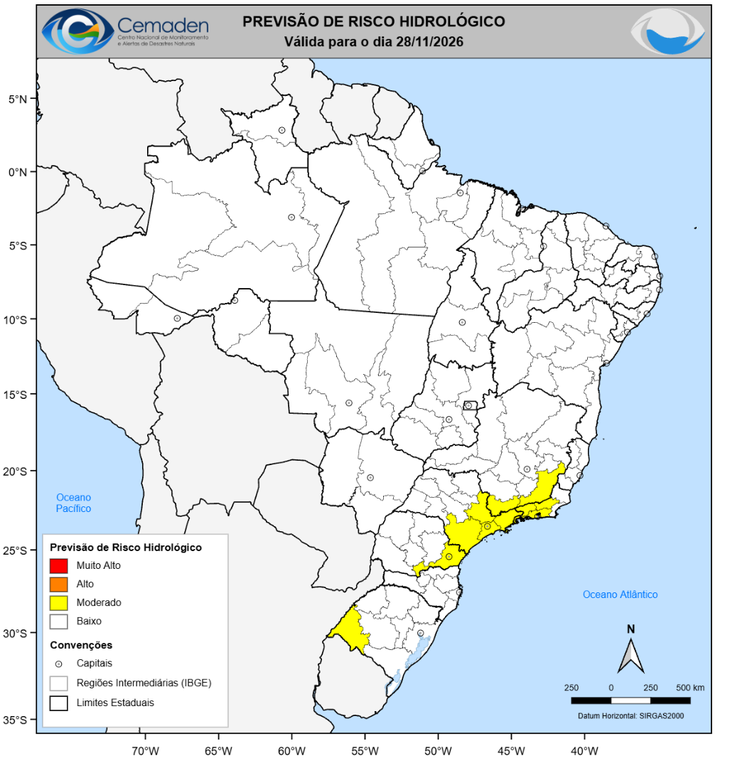 Cemaden
Centro Nacional de Monitoramento
e Alertas de Desastres Naturais
PREVISÃO DE RISCO HIDROLÓGICO
Válida para o dia 28/11/2026
5°N
0°N
5°S
10°S
15°S
20°S
25°S
30°S
35°S
Oceano
Pacífico
Oceano Atlântico
Previsão de Risco Hidrológico
Muito Alto
Alto
Moderado
Baixo
Convenções
Capitais
Regiões Intermediárias (IBGE)
Limites Estaduais
N
250 0 250 500 km
Datum Horizontal: SIRGAS2000
70°W 65°W 60°W 55°W 50°W 45°W 40°W